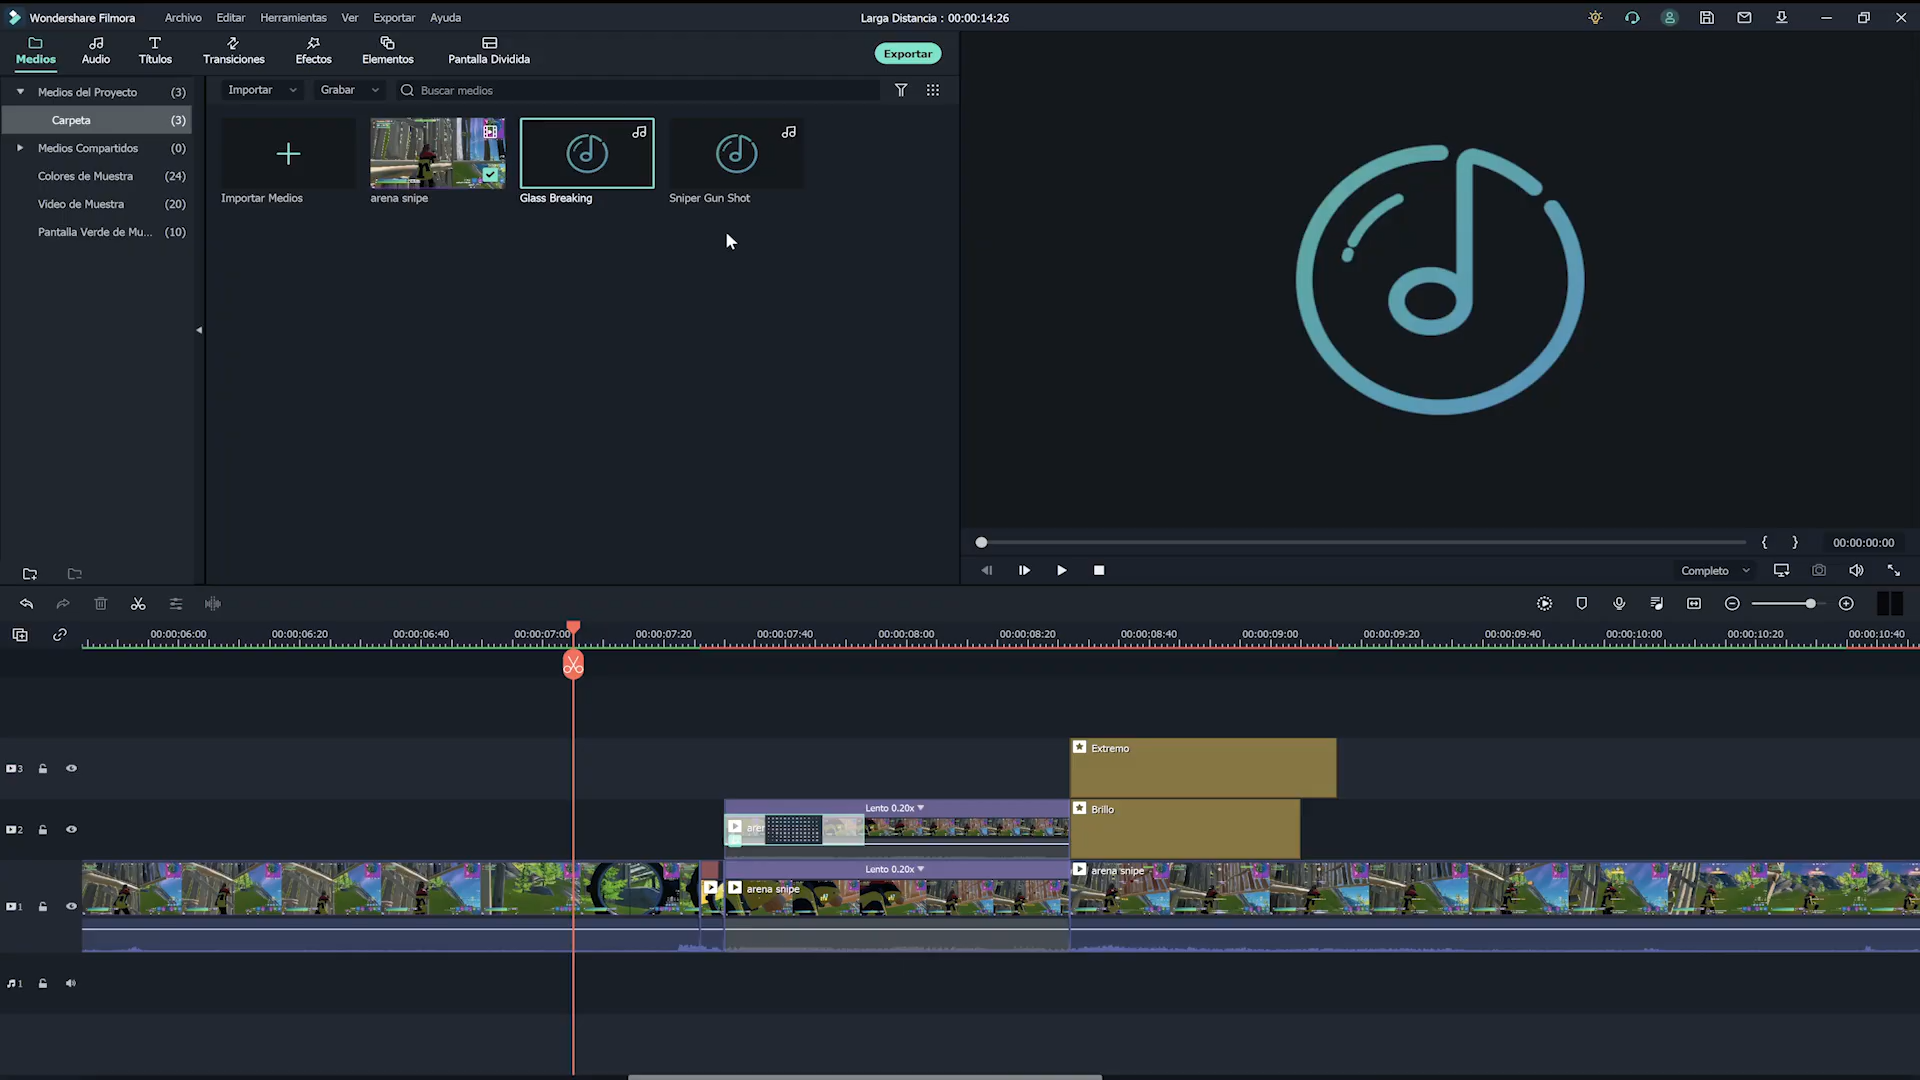 Wondershare Filmora Archivo Editar Herramientas Ver Exportar Ayuda Larga Distancia : 00:00:14:26
Medios Audio Títulos Transiciones Efectos Elementos Pantalla Dividida Exportar
Medios del Proyecto (3)
Carpeta (3)
Medios Compartidos (0)
Colores de Muestra (24)
Video de Muestra (20)
Pantalla Verde de Mu... (10)
Importar Grabar Buscar medios
Importar Medios arena snipe Glass Breaking Sniper Gun Shot
{ } 00:00:00:00
Completo
00:00:06:00 00:00:06:20 00:00:06:40 00:00:07:00 00:00:07:20 00:00:07:40 00:00:08:00 00:00:08:20 00:00:08:40 00:00:09:00 00:00:09:20 00:00:09:40 00:00:10:00 00:00:10:20 00:00:10:40
3 Extremo
Lento 0.20x
2 aren Brillo
Lento 0.20x
arena snipe arena snipe
1
1